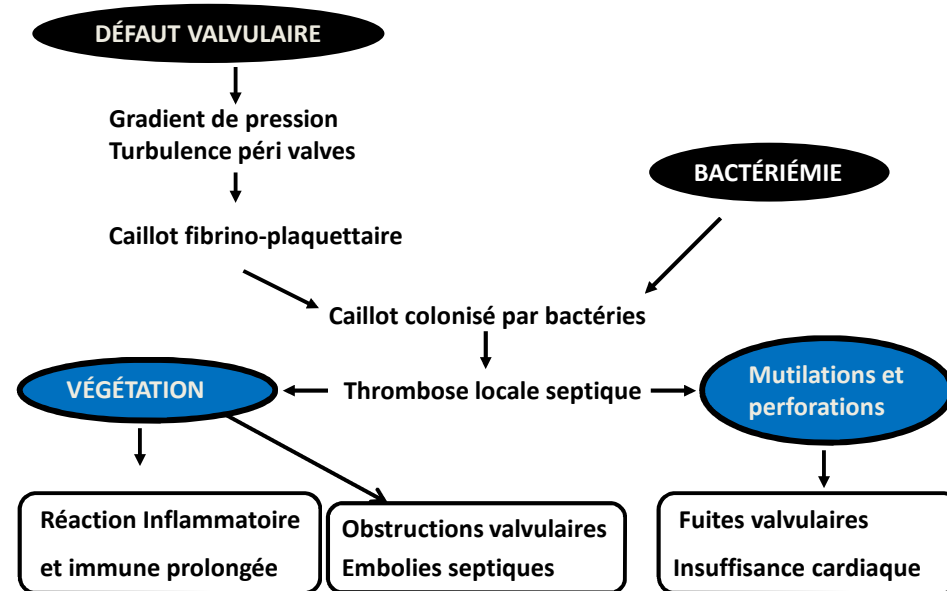 DÉFAUT VALVULAIRE
Gradient de pression
Turbulence péri valves
BACTÉRIÉMIE
Caillot fibrino-plaquettaire
Caillot colonisé par bactéries
VÉGÉTATION
Thrombose locale septique
Mutilations et
perforations
Réaction Inflammatoire
et immune prolongée
Obstructions valvulaires
Embolies septiques
Fuites valvulaires
Insuffisance cardiaque